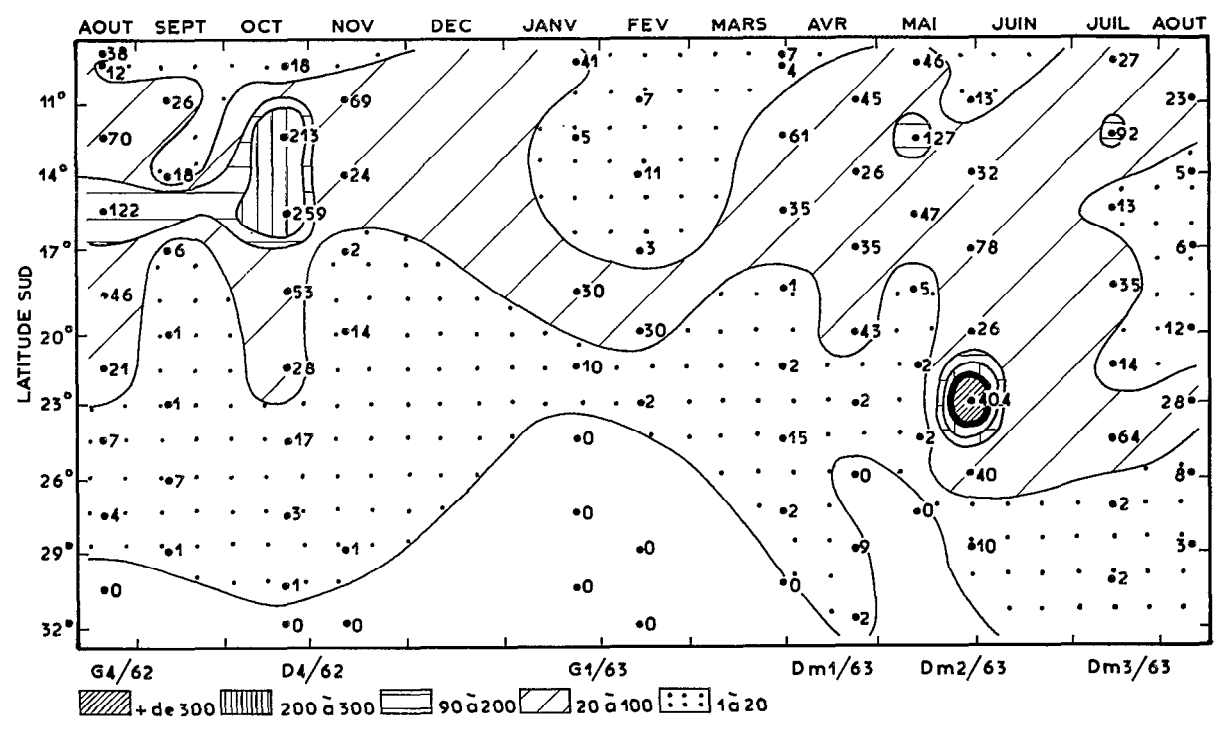 AOUT SEPT OCT NOV DEC JANV FEV MARS AVR MAI JUIN JUIL AOUT
38 7
12 18 41 4 46 27
11° 26 69 7 45 13 23
70 213 5 61 127 92
14° 18 24 11 26 32 5
122 259 35 47 13
17° 6 2 3 35 78 6
46 53 30 1 5 35
20° 1 14 30 43 26 12
21 28 10 2 2 14
23° 1 2 2 404 28
7 17 0 15 2 64
26° 7 0 40 8
4 3 0 2 0 2
29° 1 1 0 9 10 3
0 1 0 0 2
32° 0 0 0 2
LATITUDE SUD
G4/62 D4/62 G1/63 Dm1/63 Dm2/63 Dm3/63
+ de 300 200 à 300 90 à 200 20 à 100 1 à 20